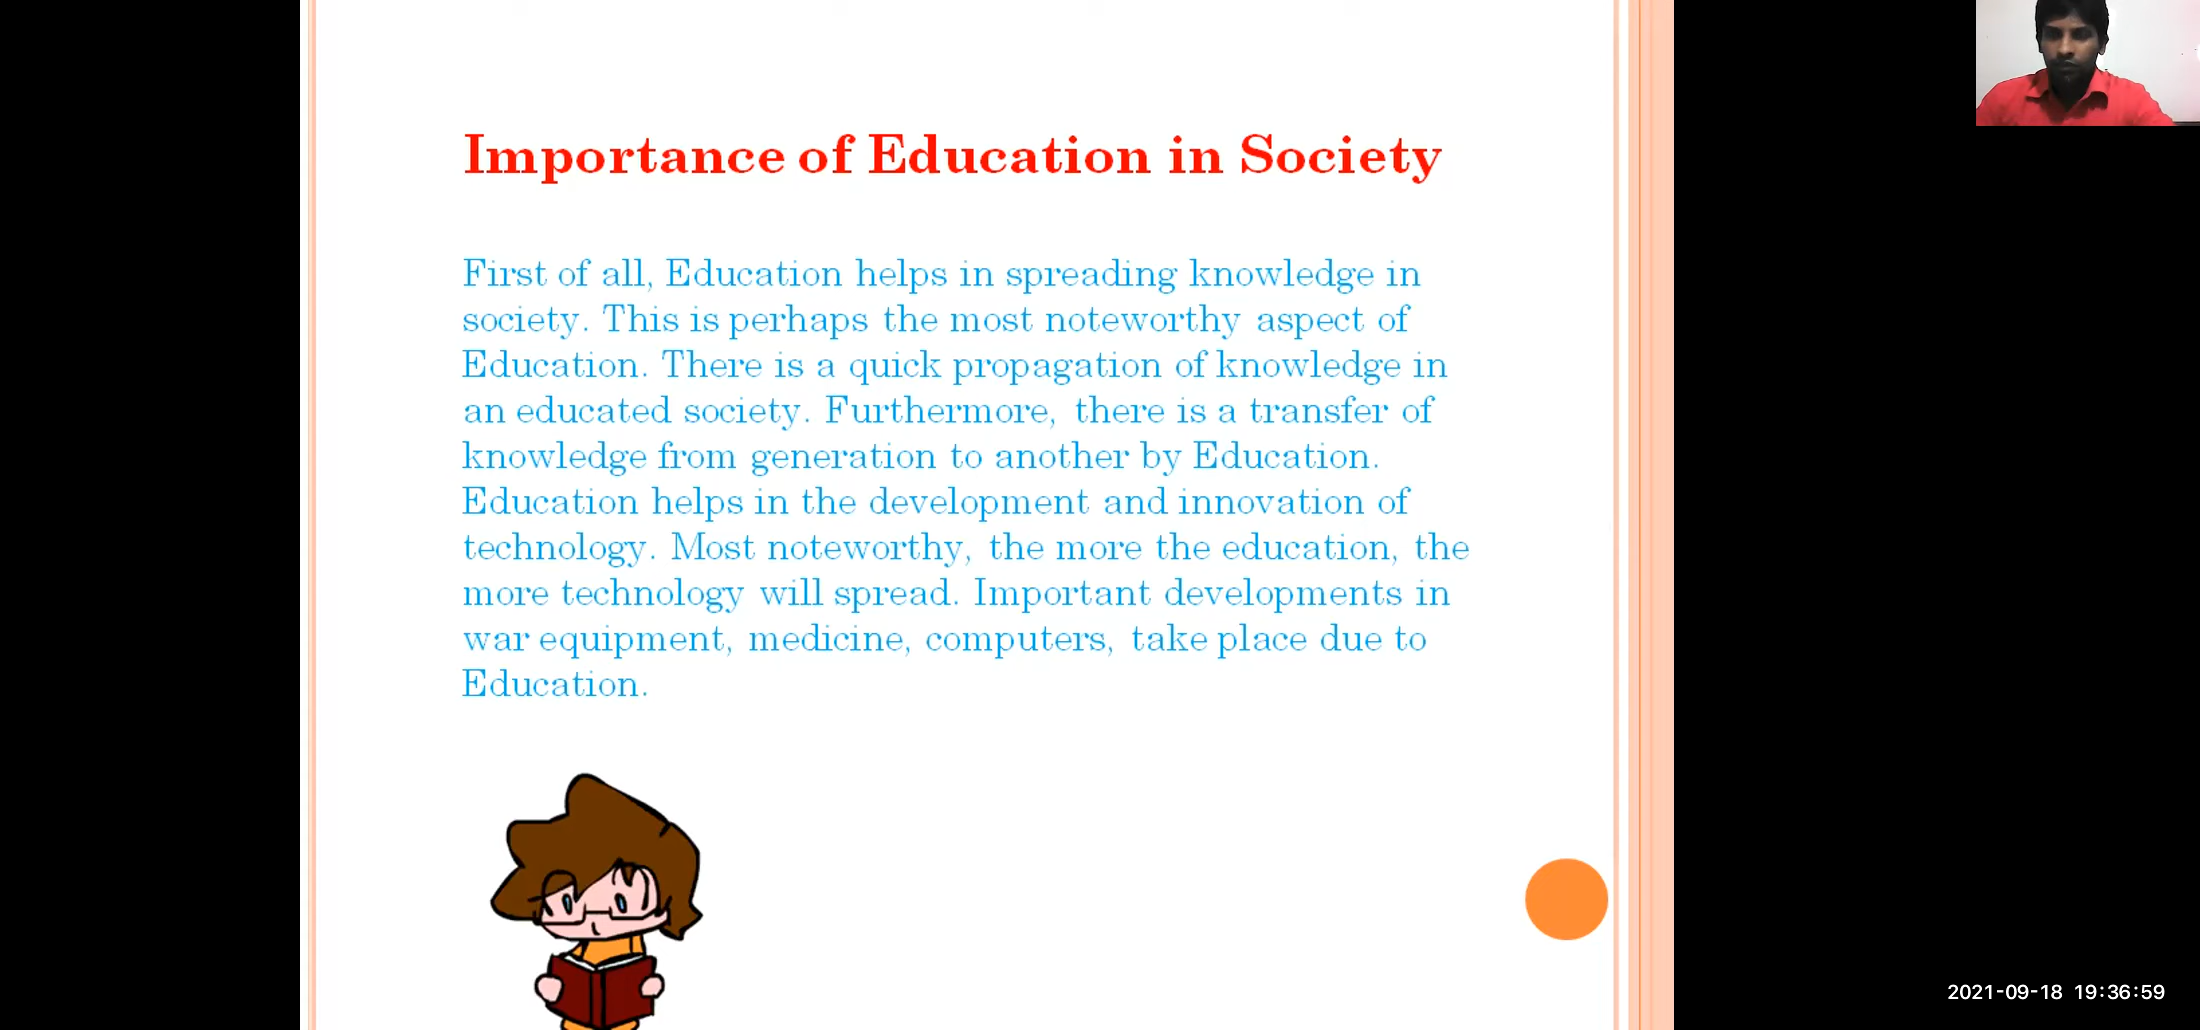 Importance of Education in Society
First of all, Education helps in spreading knowledge in
society. This is perhaps the most noteworthy aspect of
Education. There is a quick propagation of knowledge in
an educated society. Furthermore, there is a transfer of
knowledge from generation to another by Education.
Education helps in the development and innovation of
technology. Most noteworthy, the more the education, the
more technology will spread. Important developments in
war equipment, medicine, computers, take place due to
Education.
2021-09-18 19:36:59